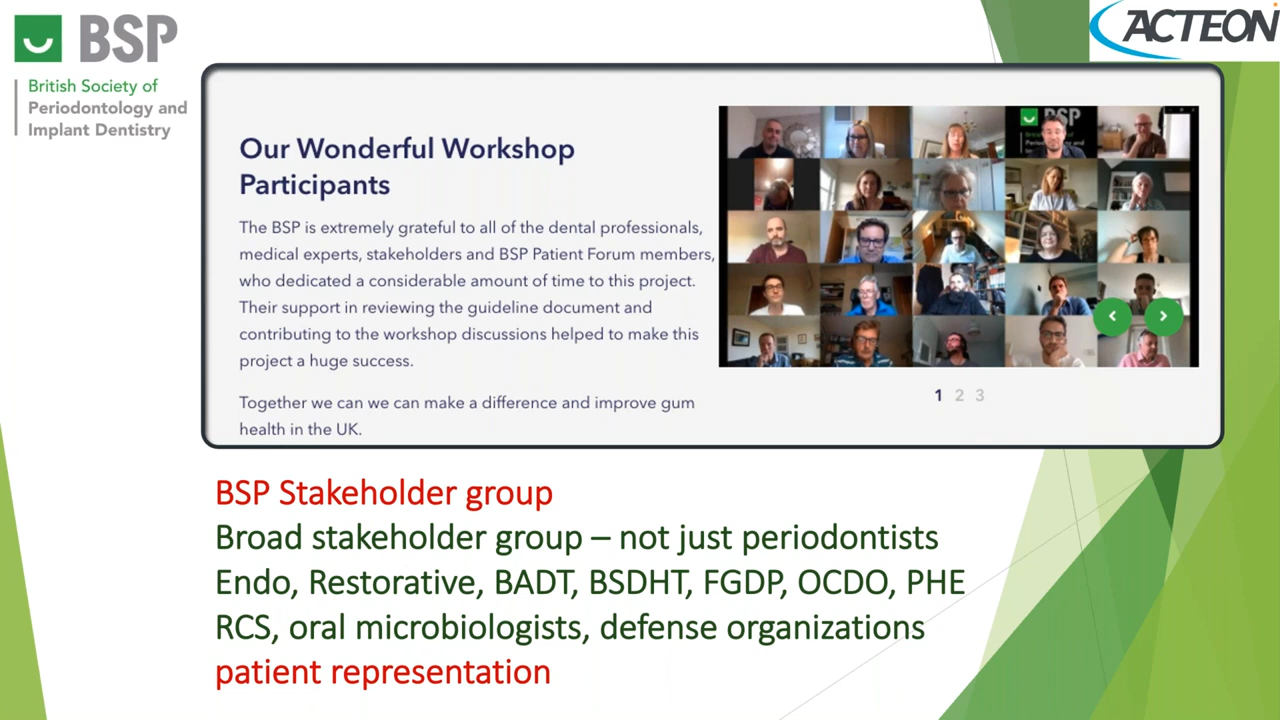 BSP
British Society of
Periodontology and
Implant Dentistry
ACTEON
Our Wonderful Workshop
Participants
The BSP is extremely grateful to all of the dental professionals,
medical experts, stakeholders and BSP Patient Forum members,
who dedicated a considerable amount of time to this project.
Their support in reviewing the guideline document and
contributing to the workshop discussions helped to make this
project a huge success.
Together we can we can make a difference and improve gum
health in the UK.
BSP
1 2 3
BSP Stakeholder group
Broad stakeholder group – not just periodontists
Endo, Restorative, BADT, BSDHT, FGDP, OCDO, PHE
RCS, oral microbiologists, defense organizations
patient representation